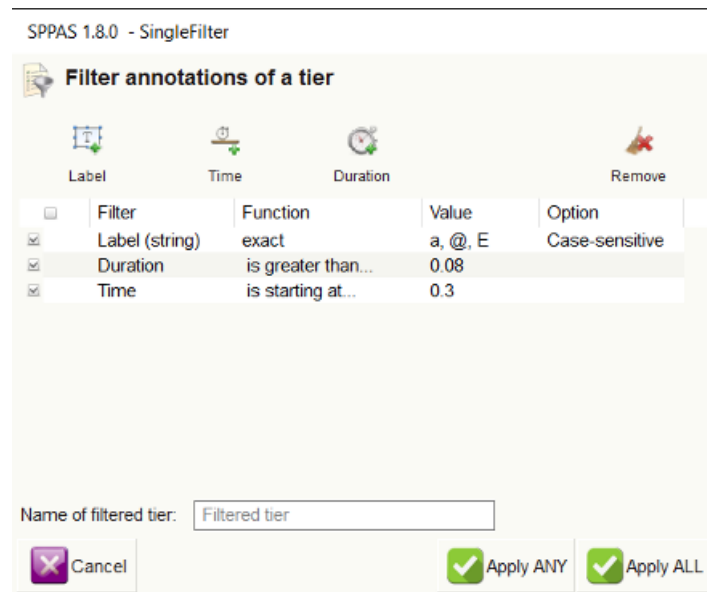 SPPAS 1.8.0 - SingleFilter
Filter annotations of a tier
Label Time Duration Remove
Filter Function Value Option
Label (string) exact a, @, E Case-sensitive
Duration is greater than... 0.08
Time is starting at... 0.3
Name of filtered tier: Filtered tier
Cancel Apply ANY Apply ALL